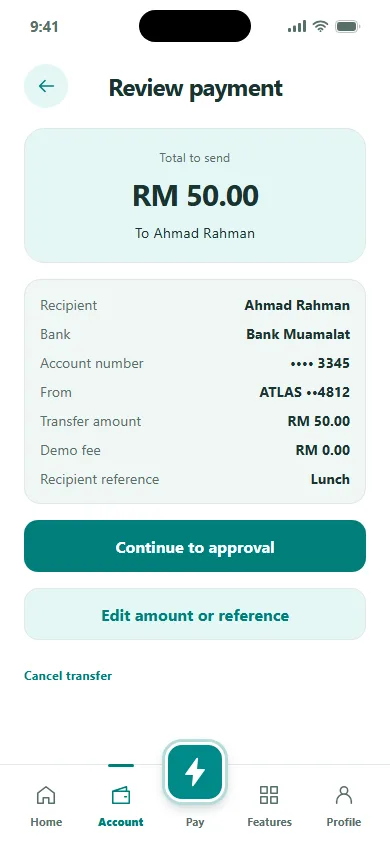 9:41
Review payment
Total to send
RM 50.00
To Ahmad Rahman
Recipient Ahmad Rahman
Bank Bank Muamalat
Account number •••• 3345
From ATLAS ••4812
Transfer amount RM 50.00
Demo fee RM 0.00
Recipient reference Lunch
Continue to approval
Edit amount or reference
Cancel transfer
Home Account Pay Features Profile